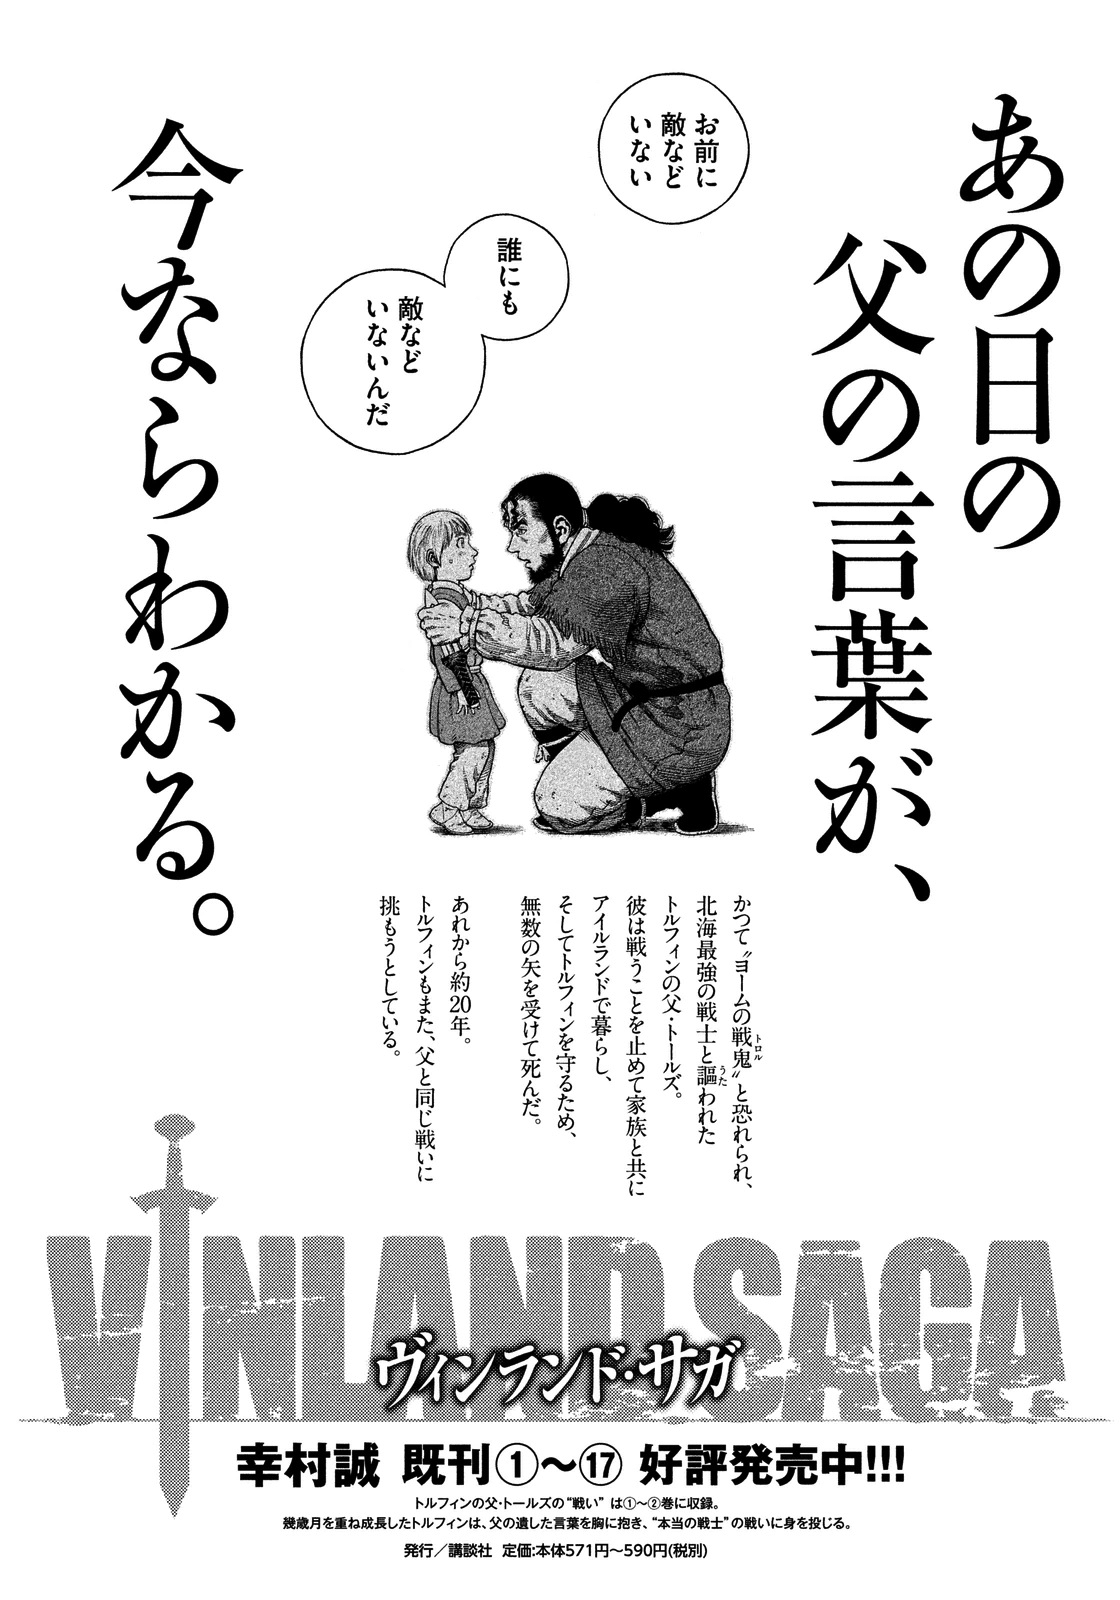 あの日の
父の言葉が、
お前に
敵など
いない
誰にも
敵など
いないんだ
今ならわかる。
かつて〝ヨームの戦鬼〟と恐れられ、
トロル
北海最強の戦士と謳われた
うた
トルフィンの父・トールズ。
彼は戦うことを止めて家族と共に
アイルランドで暮らし、
そしてトルフィンを守るため、
無数の矢を受けて死んだ。
あれから約20年。
トルフィンもまた、父と同じ戦いに
挑もうとしている。
VINLAND SAGA
ヴィンランド・サガ
幸村誠 既刊①〜⑰ 好評発売中!!!
トルフィンの父・トールズの“戦い”は①〜②巻に収録。
幾歳月を重ね成長したトルフィンは、父の遺した言葉を胸に抱き、“本当の戦士”の戦いに身を投じる。
発行／講談社 定価:本体571円〜590円(税別)